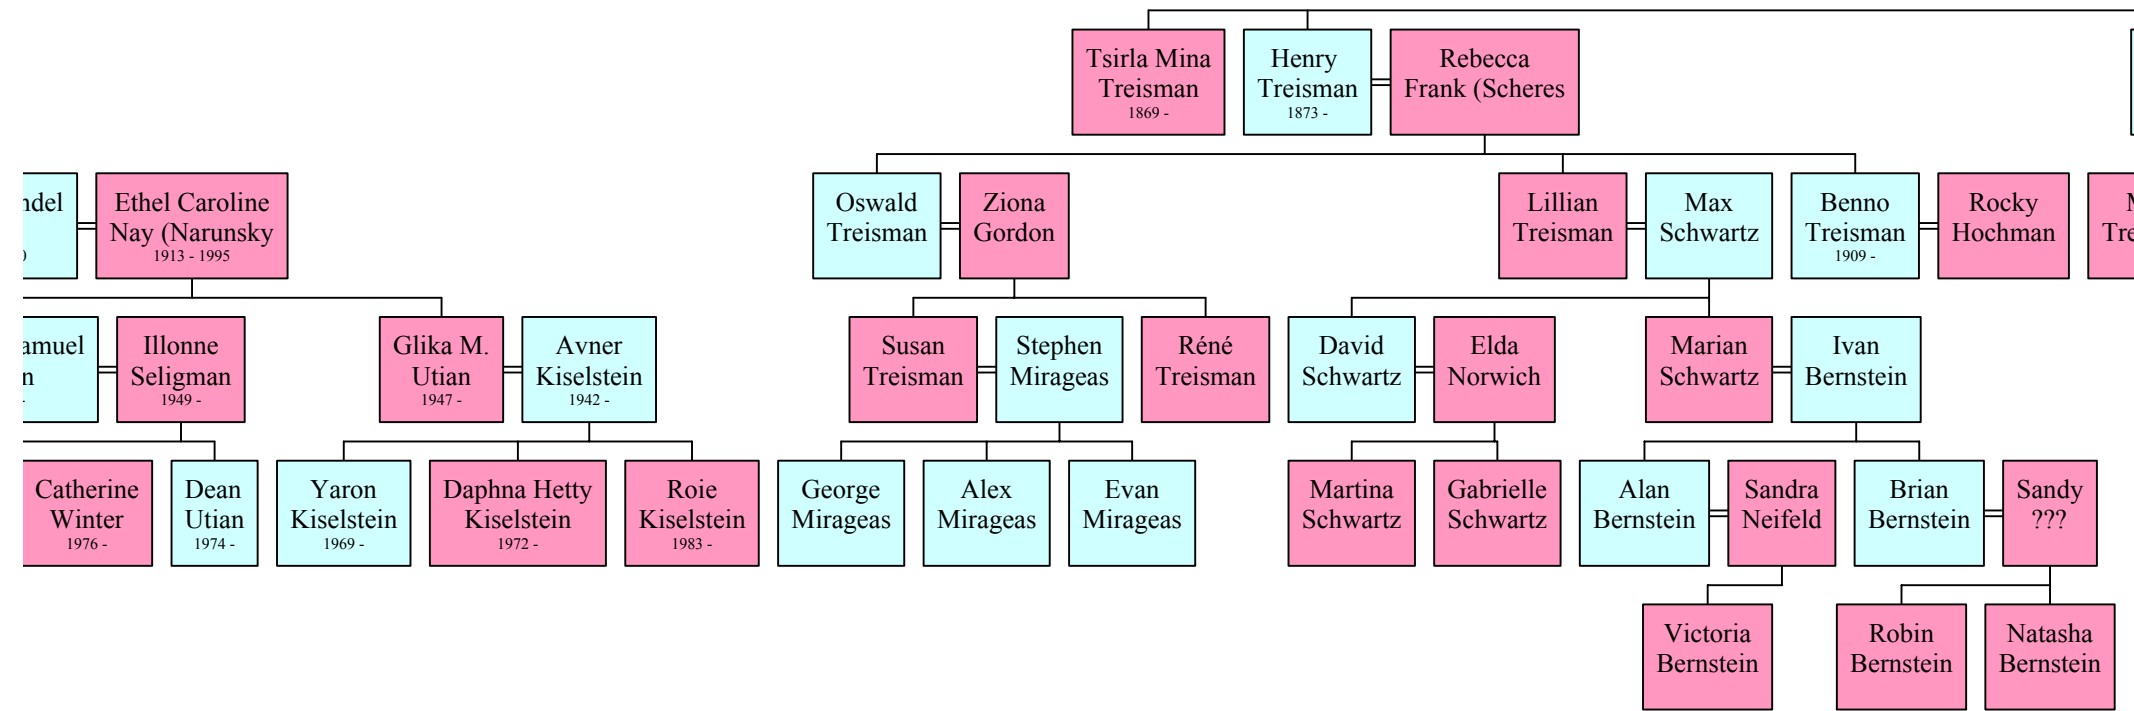 Tsirla Mina
Treisman
1869 -
Henry
Treisman
1873 -
Rebecca
Frank (Scheres
Ethel Caroline
Nay (Narunsky
1913 - 1995
Oswald
Treisman
Ziona
Gordon
Lillian
Treisman
Max
Schwartz
Benno
Treisman
1909 -
Rocky
Hochman
Illonne
Seligman
1949 -
Glika M.
Utian
1947 -
Avner
Kiselstein
1942 -
Susan
Treisman
Stephen
Mirageas
Réné
Treisman
David
Schwartz
Elda
Norwich
Marian
Schwartz
Ivan
Bernstein
Catherine
Winter
1976 -
Dean
Utian
1974 -
Yaron
Kiselstein
1969 -
Daphna Hetty
Kiselstein
1972 -
Roie
Kiselstein
1983 -
George
Mirageas
Alex
Mirageas
Evan
Mirageas
Martina
Schwartz
Gabrielle
Schwartz
Alan
Bernstein
Sandra
Neifeld
Brian
Bernstein
Sandy
???
Victoria
Bernstein
Robin
Bernstein
Natasha
Bernstein